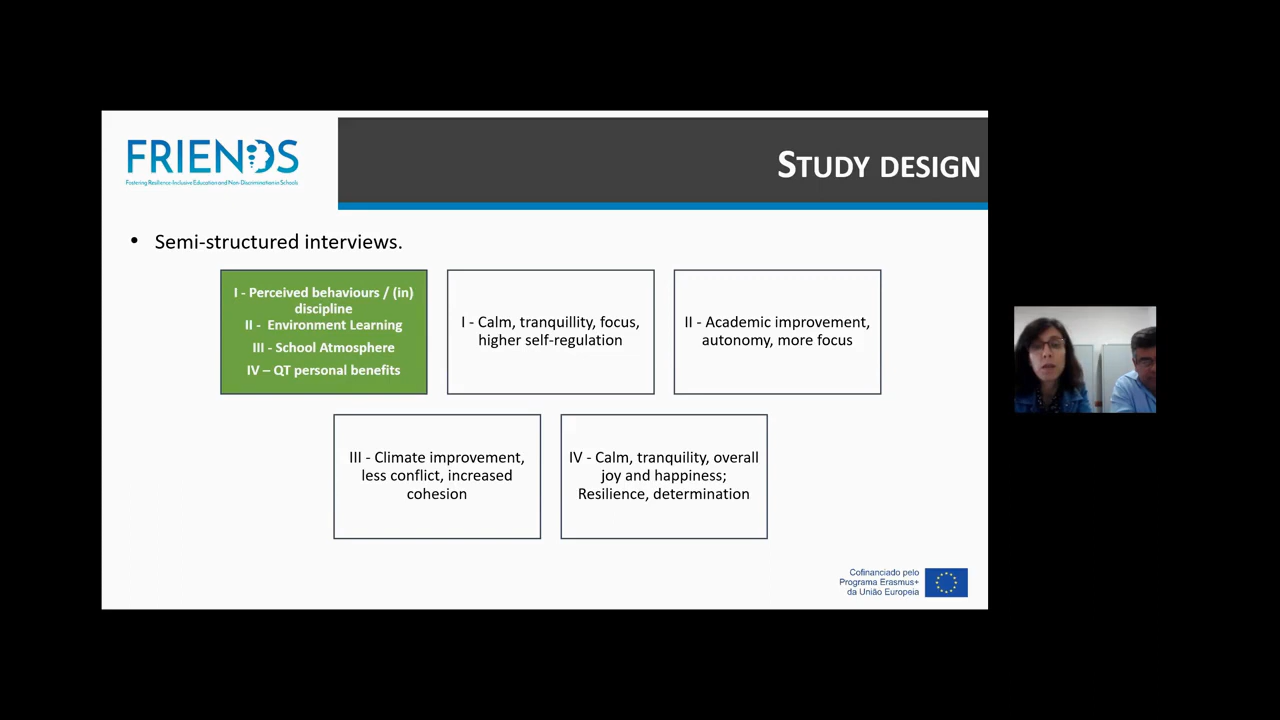 FRIENDS
Fostering Resilience-Inclusive Education and Non-Discrimination in Schools
STUDY DESIGN
• Semi-structured interviews.
I - Perceived behaviours / (in)
discipline
II - Environment Learning
III - School Atmosphere
IV – QT personal benefits
I - Calm, tranquillity, focus,
higher self-regulation
II - Academic improvement,
autonomy, more focus
III - Climate improvement,
less conflict, increased
cohesion
IV - Calm, tranquility, overall
joy and happiness;
Resilience, determination
Cofinanciado pelo
Programa Erasmus+
da União Europeia